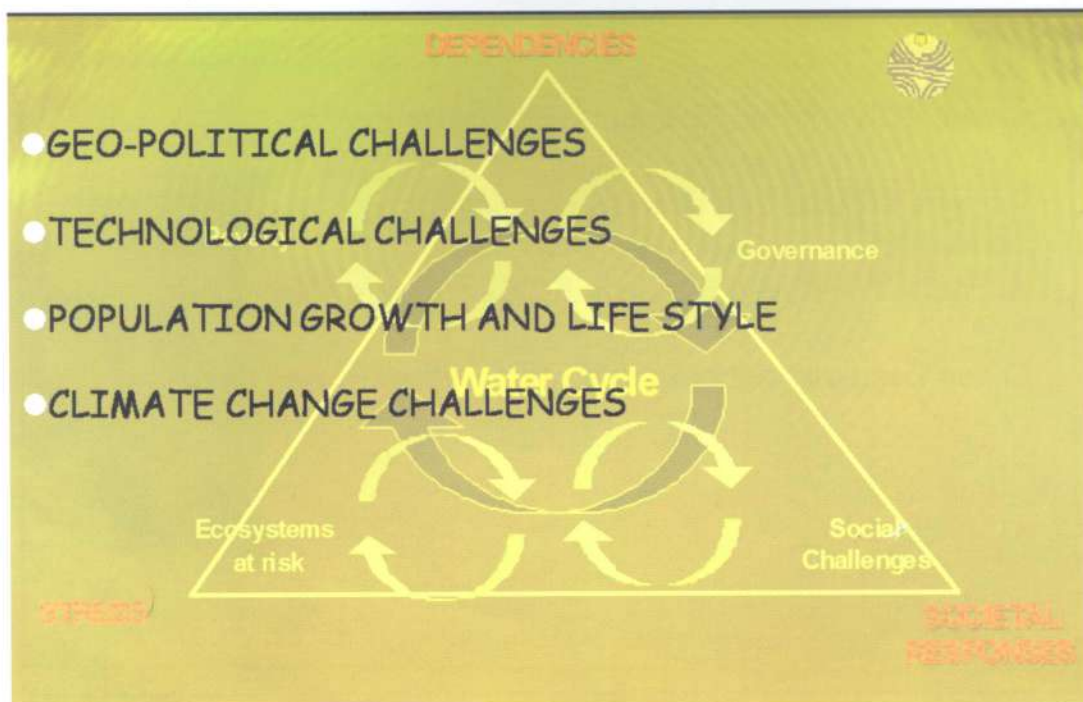 DEPENDENCIES
GEO-POLITICAL CHALLENGES
TECHNOLOGICAL CHALLENGES
Governance
POPULATION GROWTH AND LIFE STYLE
Water Cycle
CLIMATE CHANGE CHALLENGES
Ecosystems
at risk
Social
Challenges
STRESS
SOCIETAL
RESPONSES